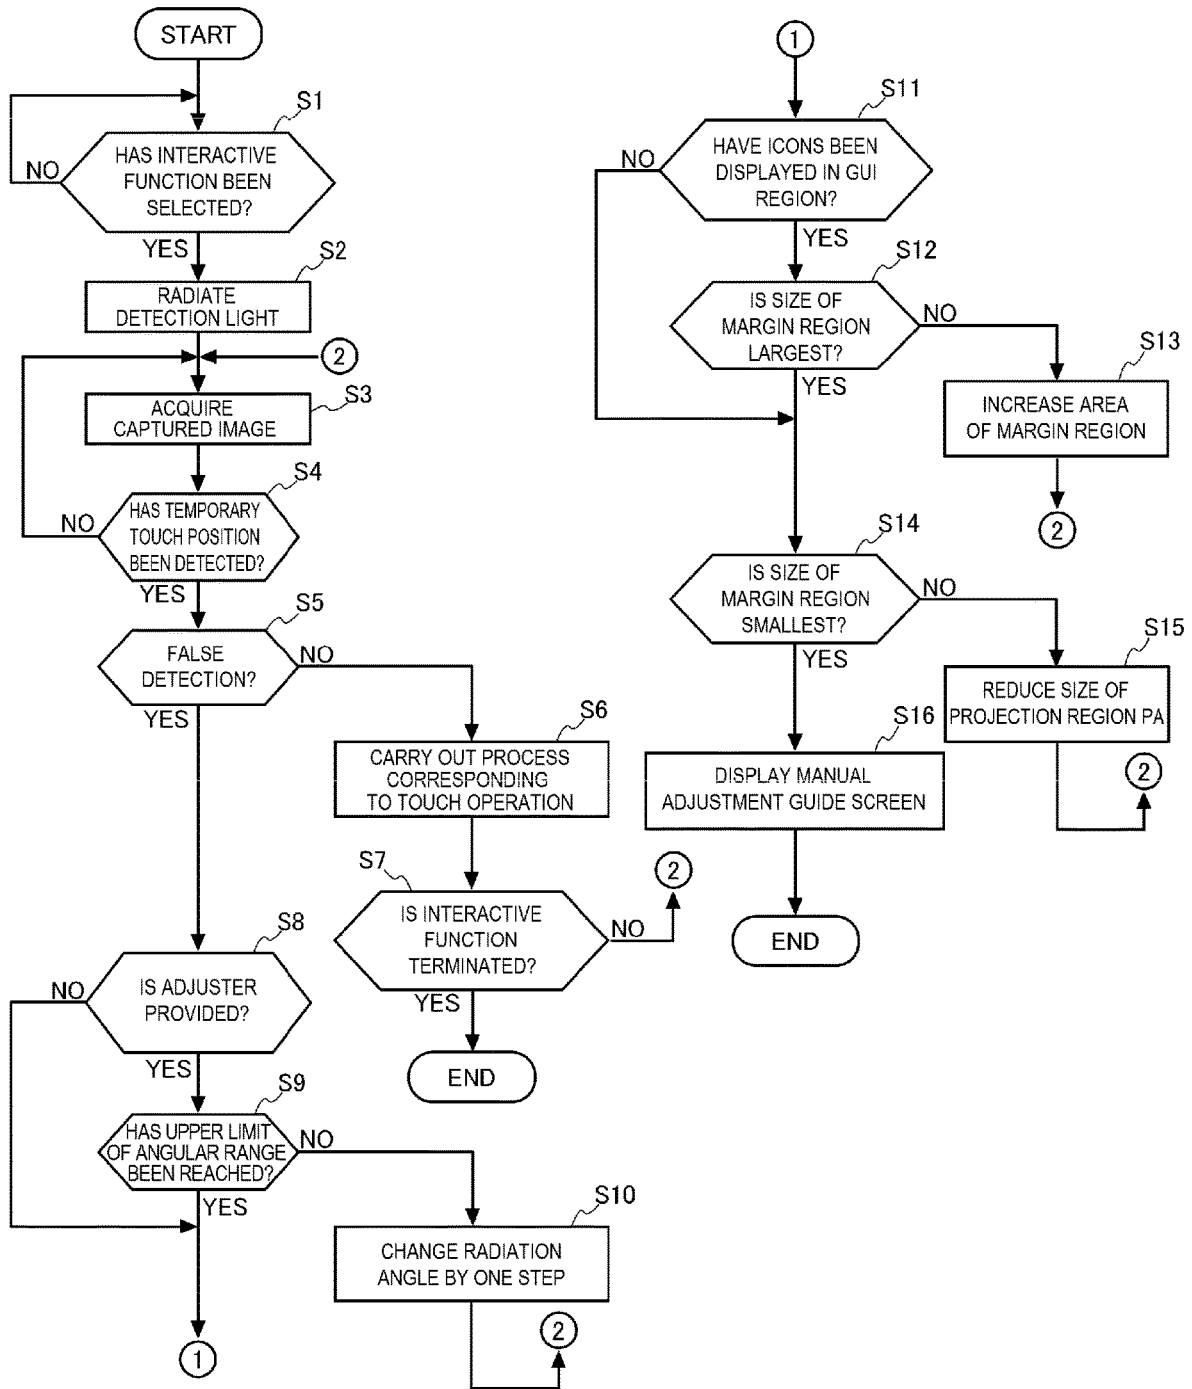 START
S1
HAS INTERACTIVE
FUNCTION BEEN
SELECTED?
NO
YES
S2
RADIATE
DETECTION LIGHT
2
S3
ACQUIRE
CAPTURED IMAGE
S4
HAS TEMPORARY
TOUCH POSITION
BEEN DETECTED?
NO
YES
S5
FALSE
DETECTION?
NO
YES
S6
CARRY OUT PROCESS
CORRESPONDING
TO TOUCH OPERATION
S7
IS INTERACTIVE
FUNCTION
TERMINATED?
NO
2
YES
END
S8
IS ADJUSTER
PROVIDED?
NO
YES
S9
HAS UPPER LIMIT
OF ANGULAR RANGE
BEEN REACHED?
NO
YES
S10
CHANGE RADIATION
ANGLE BY ONE STEP
2
1
1
S11
HAVE ICONS BEEN
DISPLAYED IN GUI
REGION?
NO
YES
S12
IS SIZE OF
MARGIN REGION
LARGEST?
NO
YES
S13
INCREASE AREA
OF MARGIN REGION
2
S14
IS SIZE OF
MARGIN REGION
SMALLEST?
NO
YES
S15
REDUCE SIZE OF
PROJECTION REGION PA
2
S16
DISPLAY MANUAL
ADJUSTMENT GUIDE SCREEN
END